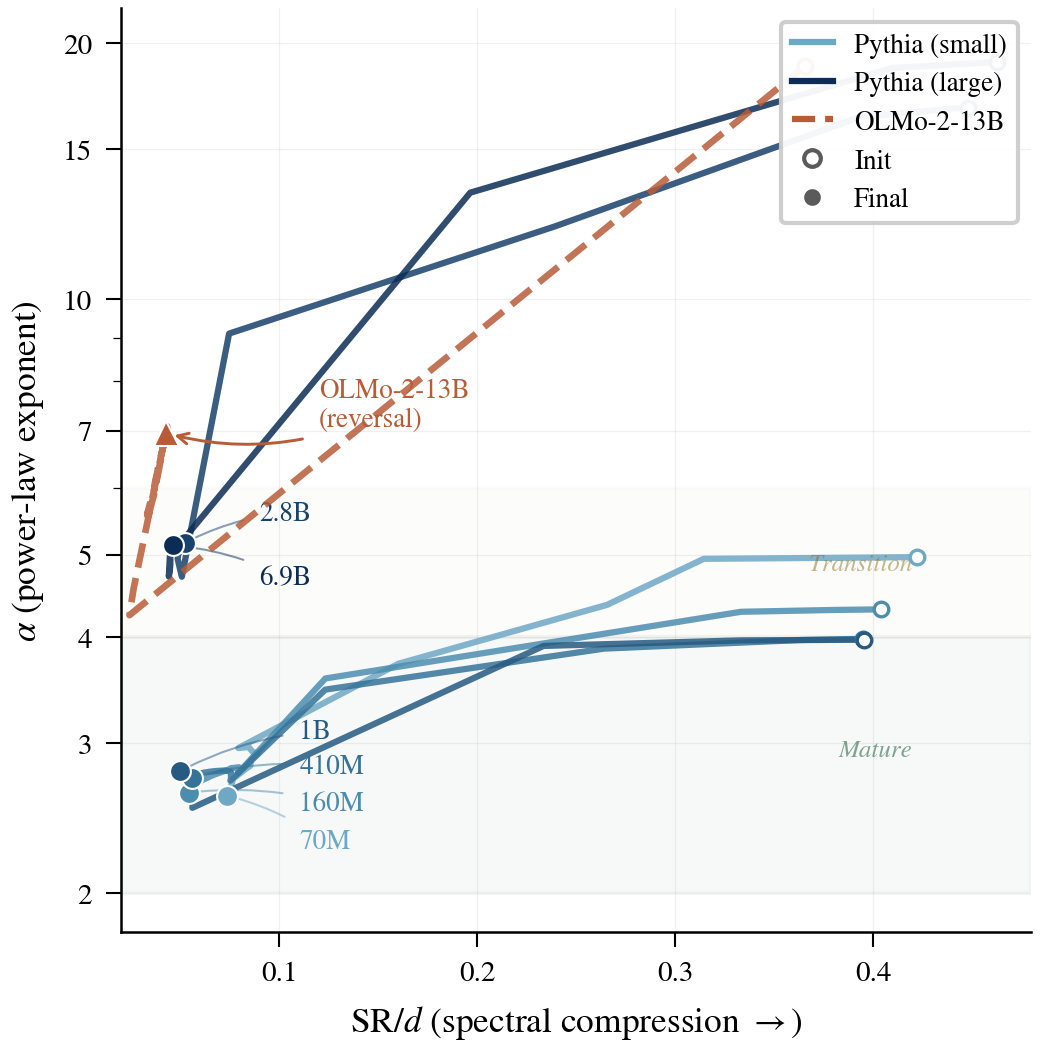 Pythia (small)
Pythia (large)
OLMo-2-13B
Init
Final
20
15
10
7
5
4
3
2
α (power-law exponent)
OLMo-2-13B
(reversal)
2.8B
6.9B
Transition
1B
410M
160M
70M
Mature
0.1 0.2 0.3 0.4
SR/d (spectral compression →)